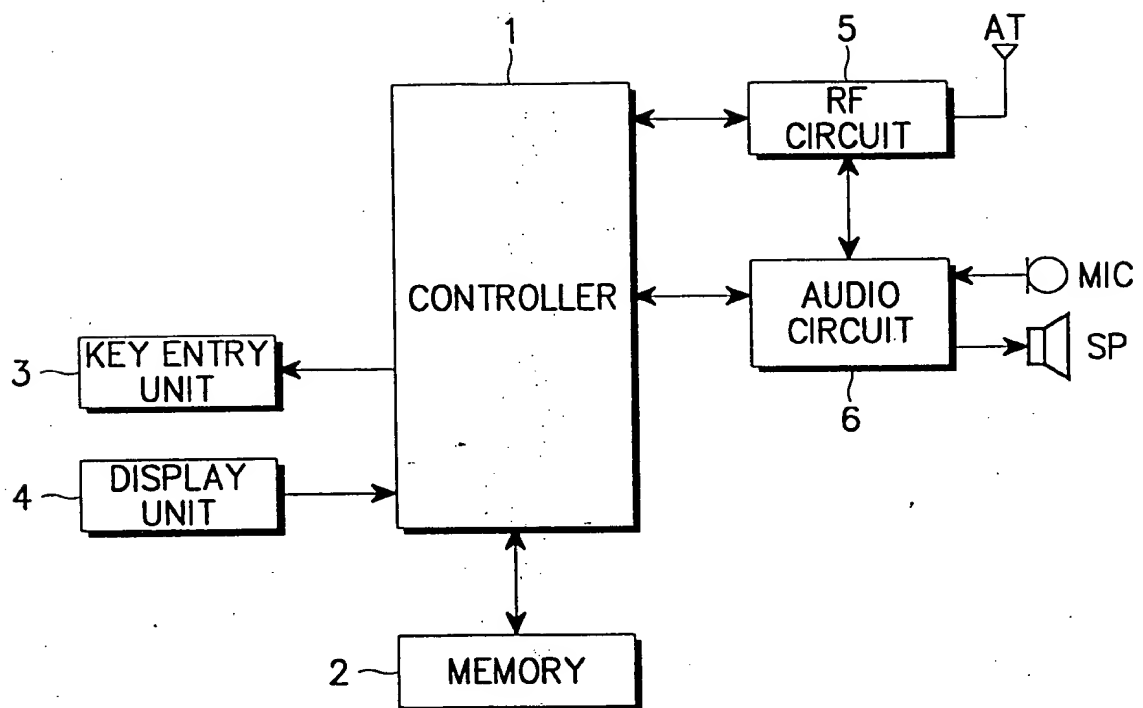 1
5
AT
RF
CIRCUIT
CONTROLLER
AUDIO
CIRCUIT
MIC
SP
6
3
KEY ENTRY
UNIT
4
DISPLAY
UNIT
2
MEMORY